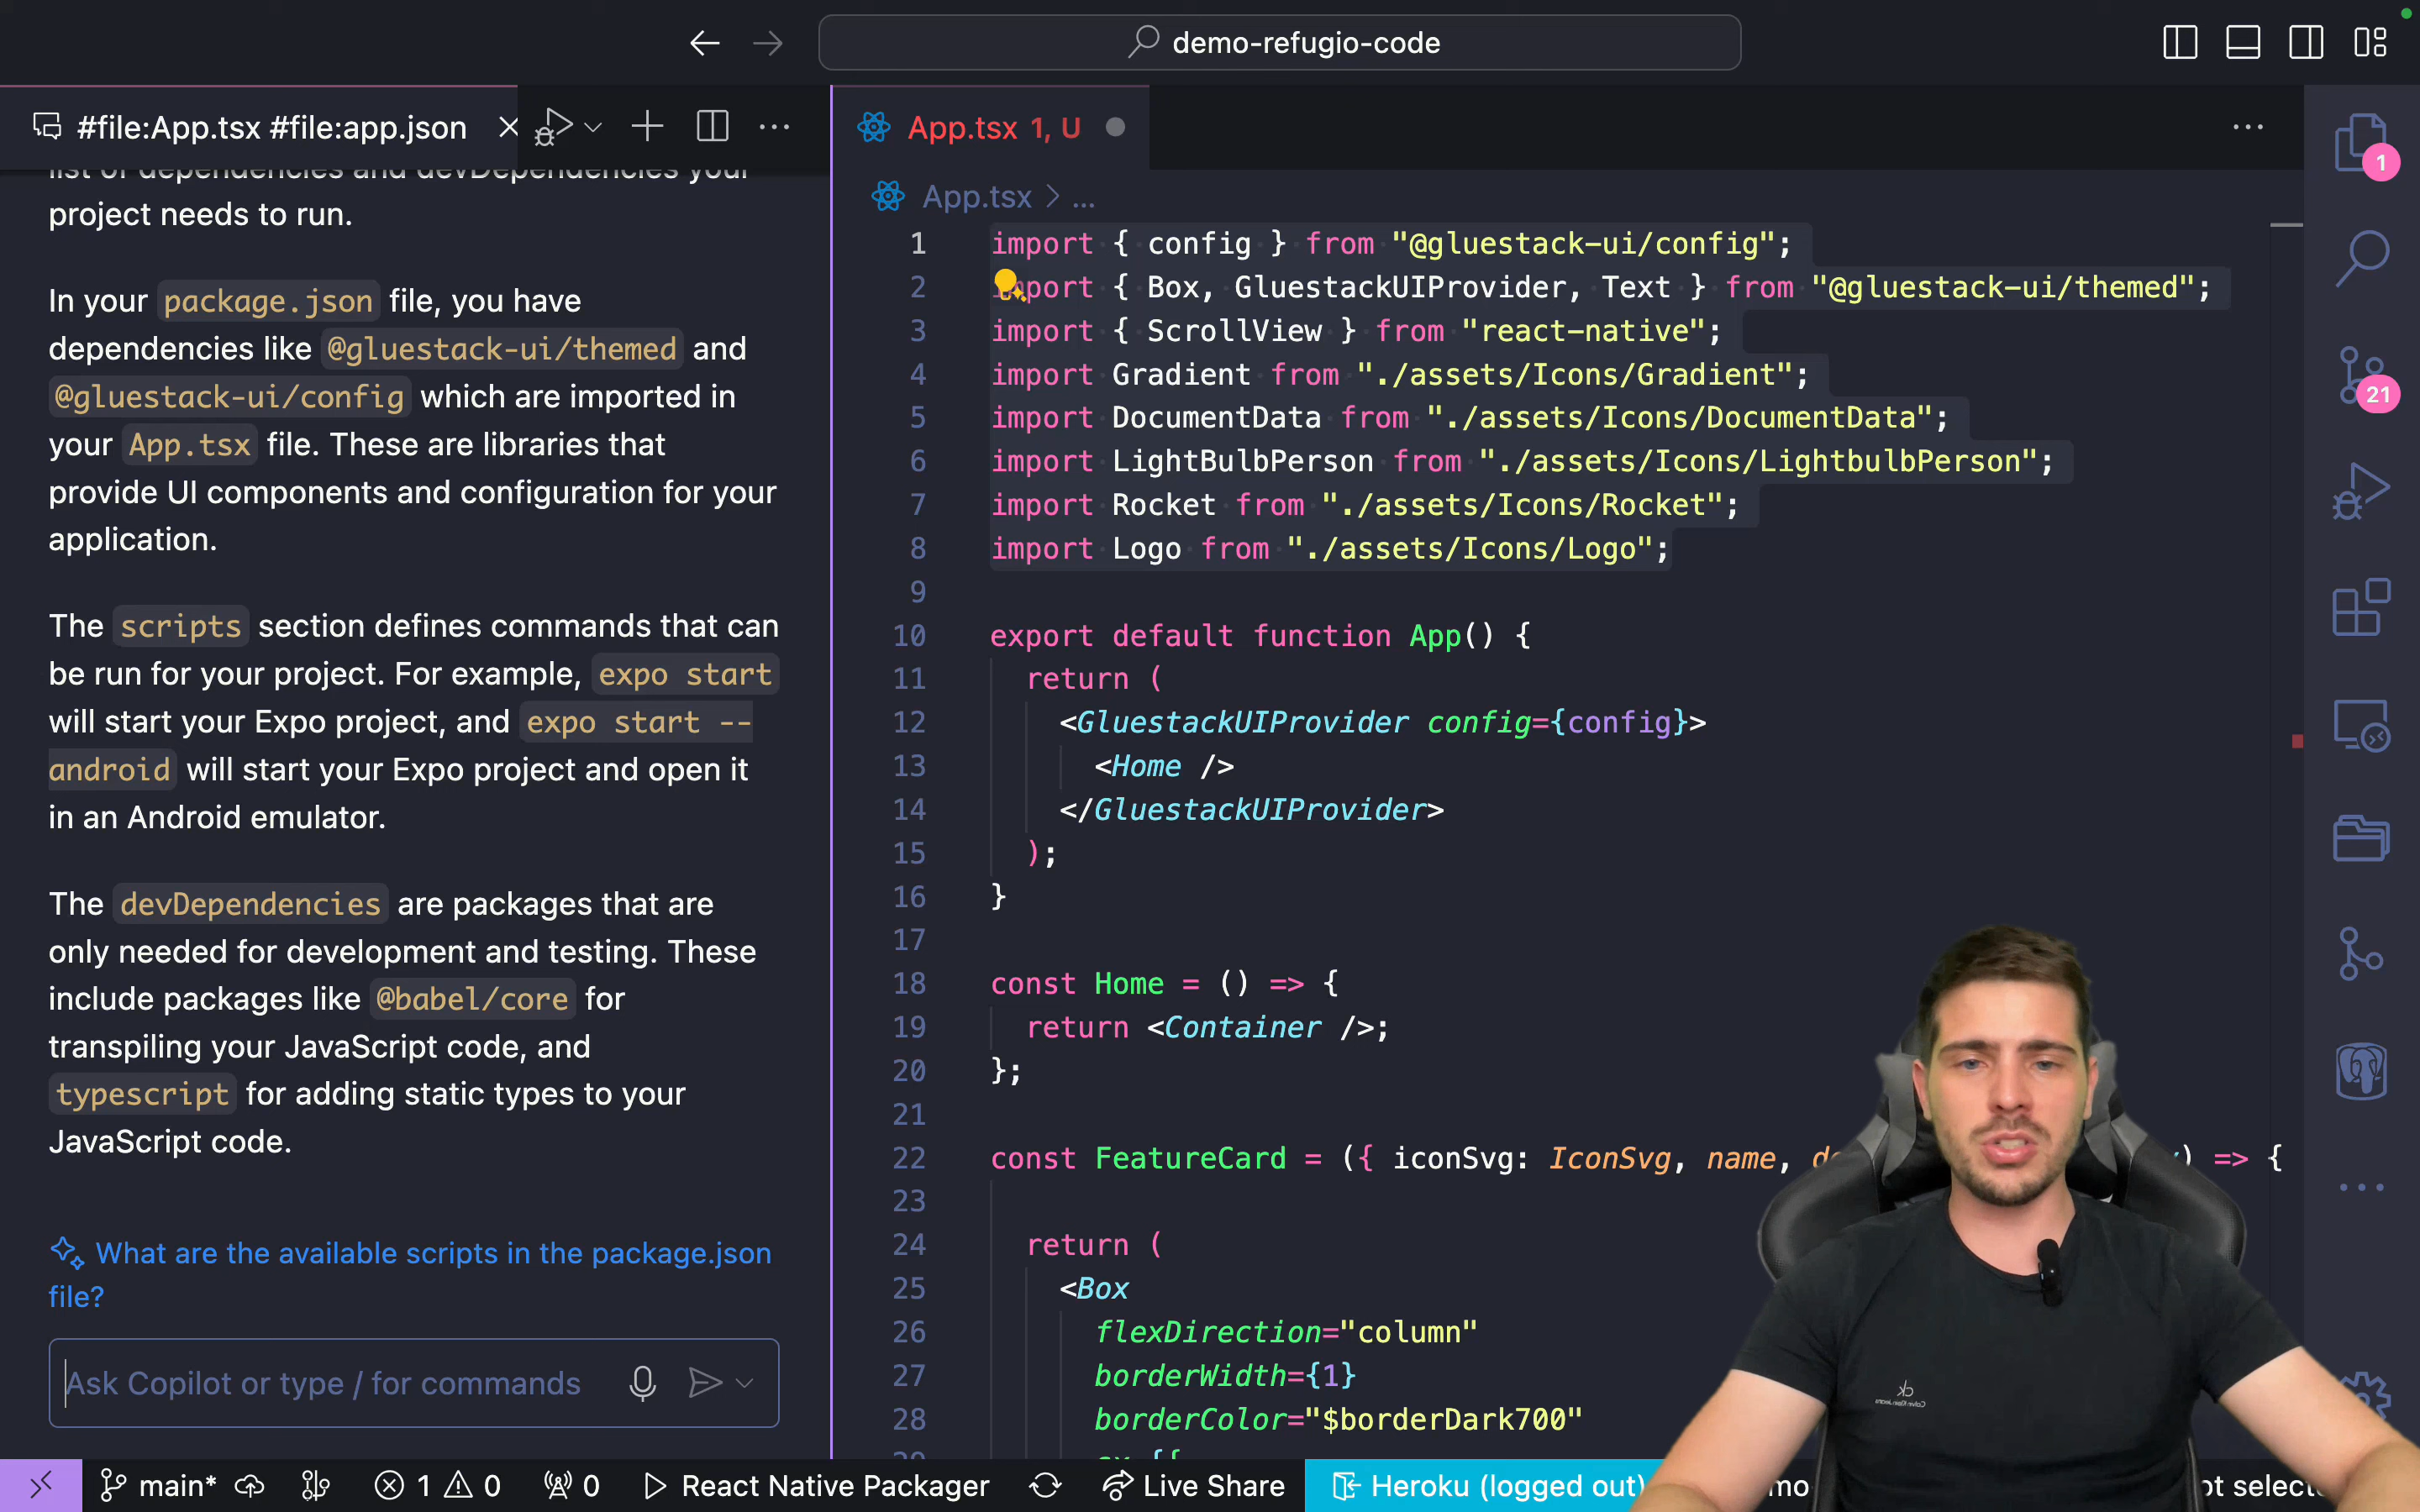 demo-refugio-code
#file:App.tsx #file:app.json
list of dependencies and devDependencies your
project needs to run.
In your package.json file, you have
dependencies like @gluestack-ui/themed and
@gluestack-ui/config which are imported in
your App.tsx file. These are libraries that
provide UI components and configuration for your
application.
The scripts section defines commands that can
be run for your project. For example, expo start
will start your Expo project, and expo start --
android will start your Expo project and open it
in an Android emulator.
The devDependencies are packages that are
only needed for development and testing. These
include packages like @babel/core for
transpiling your JavaScript code, and
typescript for adding static types to your
JavaScript code.
What are the available scripts in the package.json
file?
Ask Copilot or type / for commands
App.tsx 1, U
App.tsx > ...
1 import { config } from "@gluestack-ui/config";
2 import { Box, GluestackUIProvider, Text } from "@gluestack-ui/themed";
3 import { ScrollView } from "react-native";
4 import Gradient from "./assets/Icons/Gradient";
5 import DocumentData from "./assets/Icons/DocumentData";
6 import LightBulbPerson from "./assets/Icons/LightbulbPerson";
7 import Rocket from "./assets/Icons/Rocket";
8 import Logo from "./assets/Icons/Logo";
9
10 export default function App() {
11 return (
12 <GluestackUIProvider config={config}>
13 <Home />
14 </GluestackUIProvider>
15 );
16 }
17
18 const Home = () => {
19 return <Container />;
20 };
21
22 const FeatureCard = ({ iconSvg: IconSvg, name, ) => {
23
24 return (
25 <Box
26 flexDirection="column"
27 borderWidth={1}
28 borderColor="$borderDark700"
1
21
main* 1 0 0 React Native Packager Live Share Heroku (logged out)